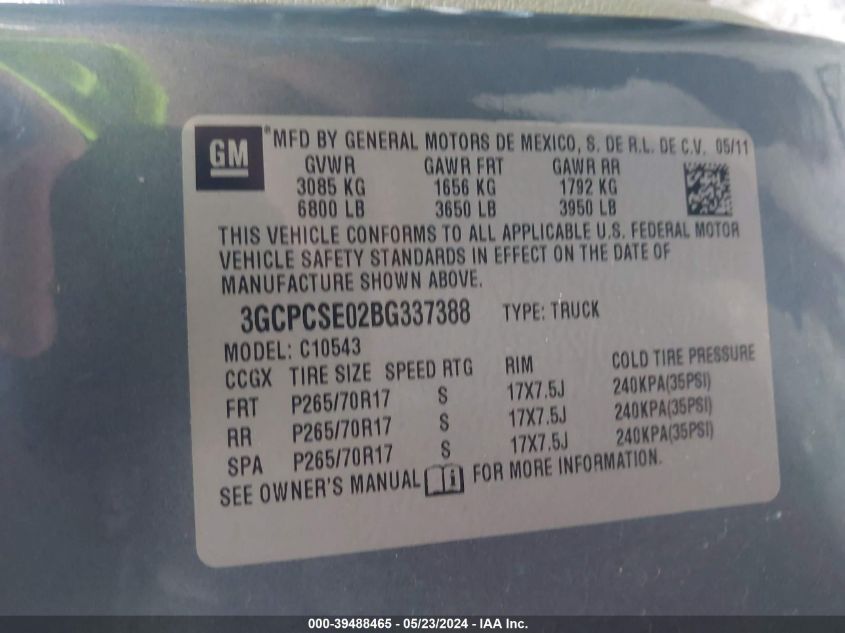 GM
®MFD BY GENERAL MOTORS DE MEXICO, S. DE R.L. DE C.V. 05/11
GVWR GAWR FRT GAWR RR
3085 KG 1656 KG 1792 KG
6800 LB 3650 LB 3950 LB
THIS VEHICLE CONFORMS TO ALL APPLICABLE U.S. FEDERAL MOTOR
VEHICLE SAFETY STANDARDS IN EFFECT ON THE DATE OF
MANUFACTURE SHOWN ABOVE.
3GCPCSE02BG337388 TYPE: TRUCK
MODEL: C10543
CCGX TIRE SIZE SPEED RTG RIM COLD TIRE PRESSURE
FRT P265/70R17 S 17X7.5J 240KPA(35PSI)
RR P265/70R17 S 17X7.5J 240KPA(35PSI)
SPA P265/70R17 S 17X7.5J 240KPA(35PSI)
SEE OWNER'S MANUAL i FOR MORE INFORMATION.
000-39488465 - 05/23/2024 - IAA Inc.